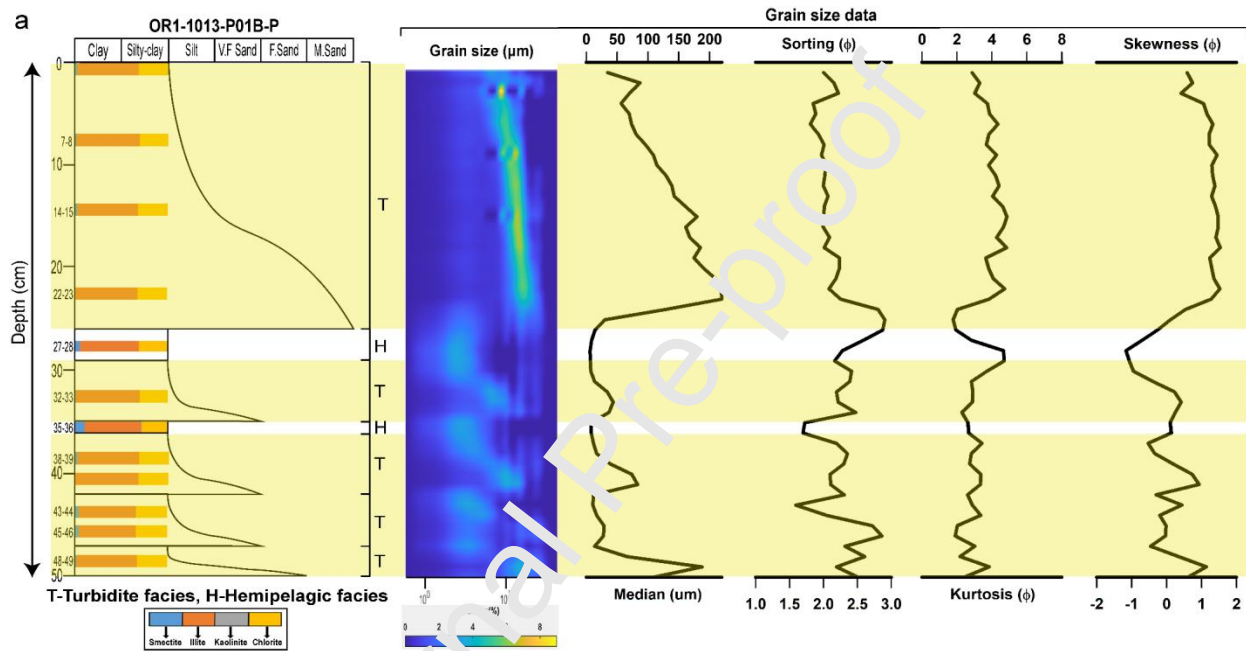 a
OR1-1013-P01B-P
Clay Silty-clay Silt V.F Sand F.Sand M.Sand
Grain size data
Grain size (μm)
0 50 100 150 200
Sorting (ϕ)
0 2 4 6 8
Skewness (ϕ)
Depth (cm)
0
7-8
10
14-15
20
22-23
27-28
30
32-33
35-36
38-39
40
43-44
45-46
48-49
50
T
H
T
H
T
T
T
T-Turbidite facies, H-Hemipelagic facies
Smectite Illite Kaolinite Chlorite
10⁰
(%)
0 2 4 6 8
Median (um)
1.0 1.5 2.0 2.5 3.0
Kurtosis (ϕ)
-2 -1 0 1 2
nal Pre-proof